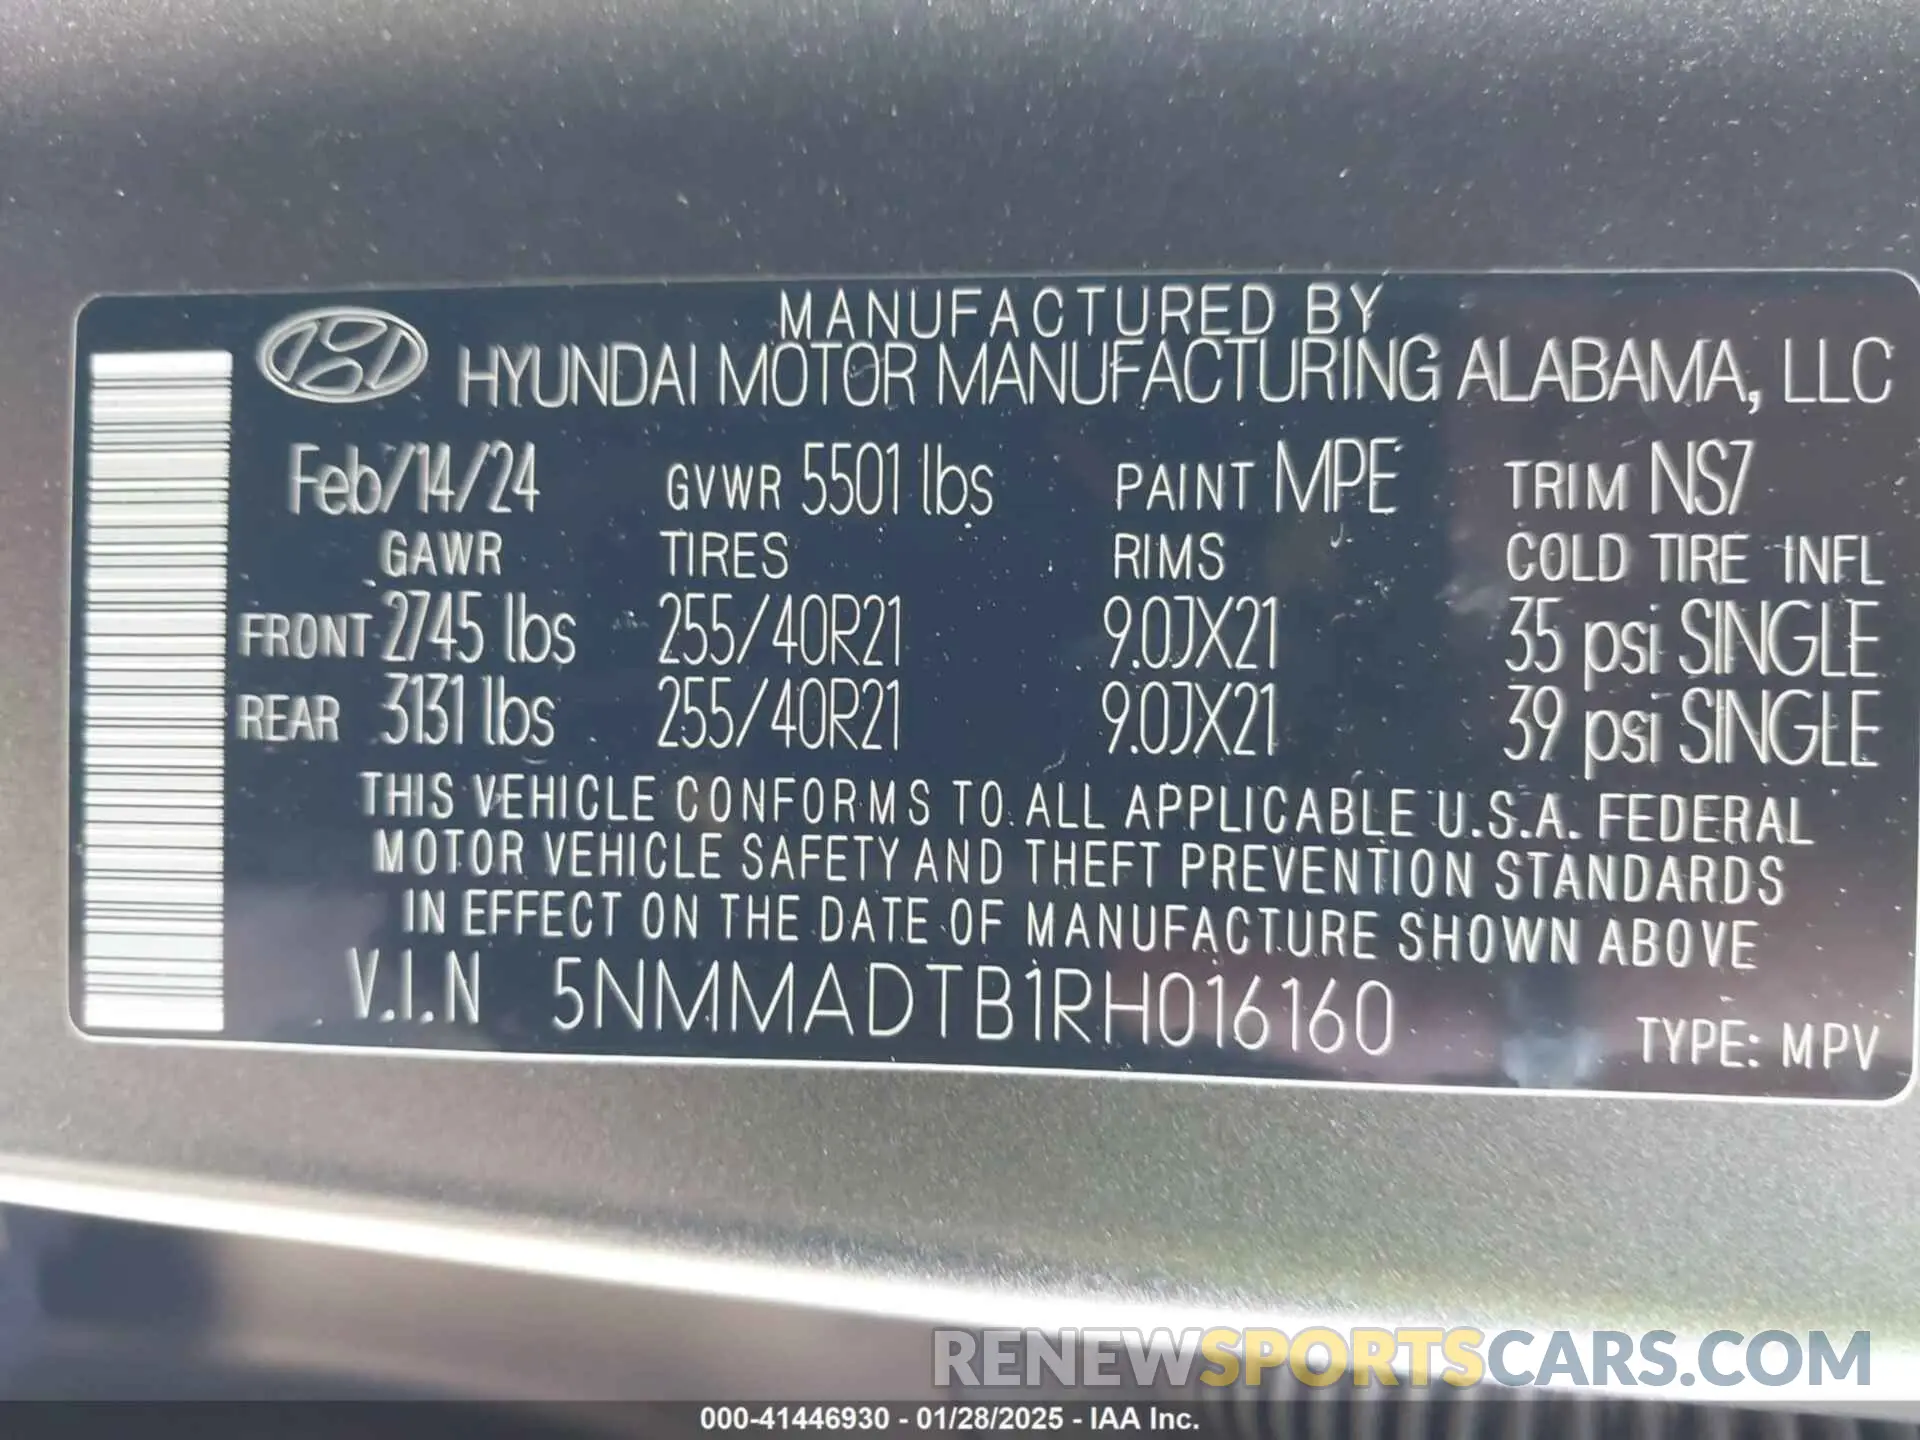 MANUFACTURED BY
HYUNDAI MOTOR MANUFACTURING ALABAMA, LLC
Feb/14/24 GVWR 5501 lbs PAINT MPE TRIM NS7
GAWR TIRES RIMS COLD TIRE INFL
FRONT 2745 lbs 255/40R21 9.0JX21 35 psi SINGLE
REAR 3131 lbs 255/40R21 9.0JX21 39 psi SINGLE
THIS VEHICLE CONFORMS TO ALL APPLICABLE U.S.A. FEDERAL
MOTOR VEHICLE SAFETY AND THEFT PREVENTION STANDARDS
IN EFFECT ON THE DATE OF MANUFACTURE SHOWN ABOVE
V.I.N 5NMMADTB1RH016160 TYPE: MPV
RENEWSPORTSCARS.COM
000-41446930 - 01/28/2025 - IAA Inc.